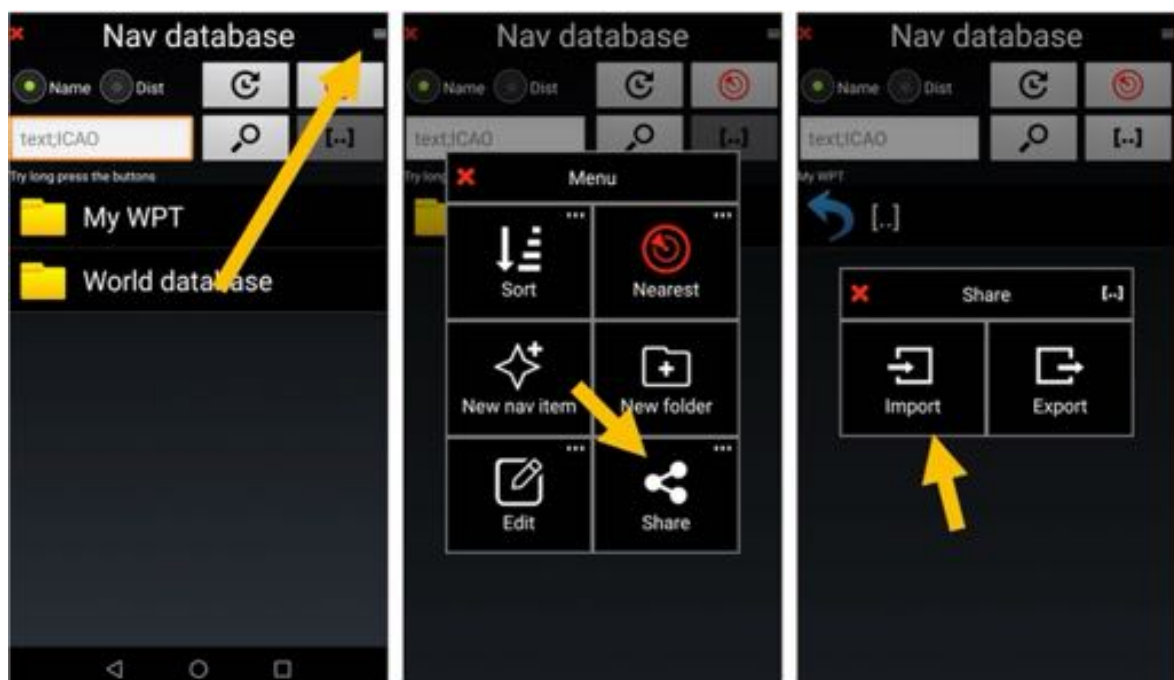 Nav database
Name Dist
text;ICAO [..]
Try long press the buttons
My WPT
World database
Nav database
Name Dist
text;ICAO [..]
Try long
Menu
Sort Nearest
New nav item New folder
Edit Share
Nav database
Name Dist
text;ICAO [..]
My WPT
[..]
Share [..]
Import Export